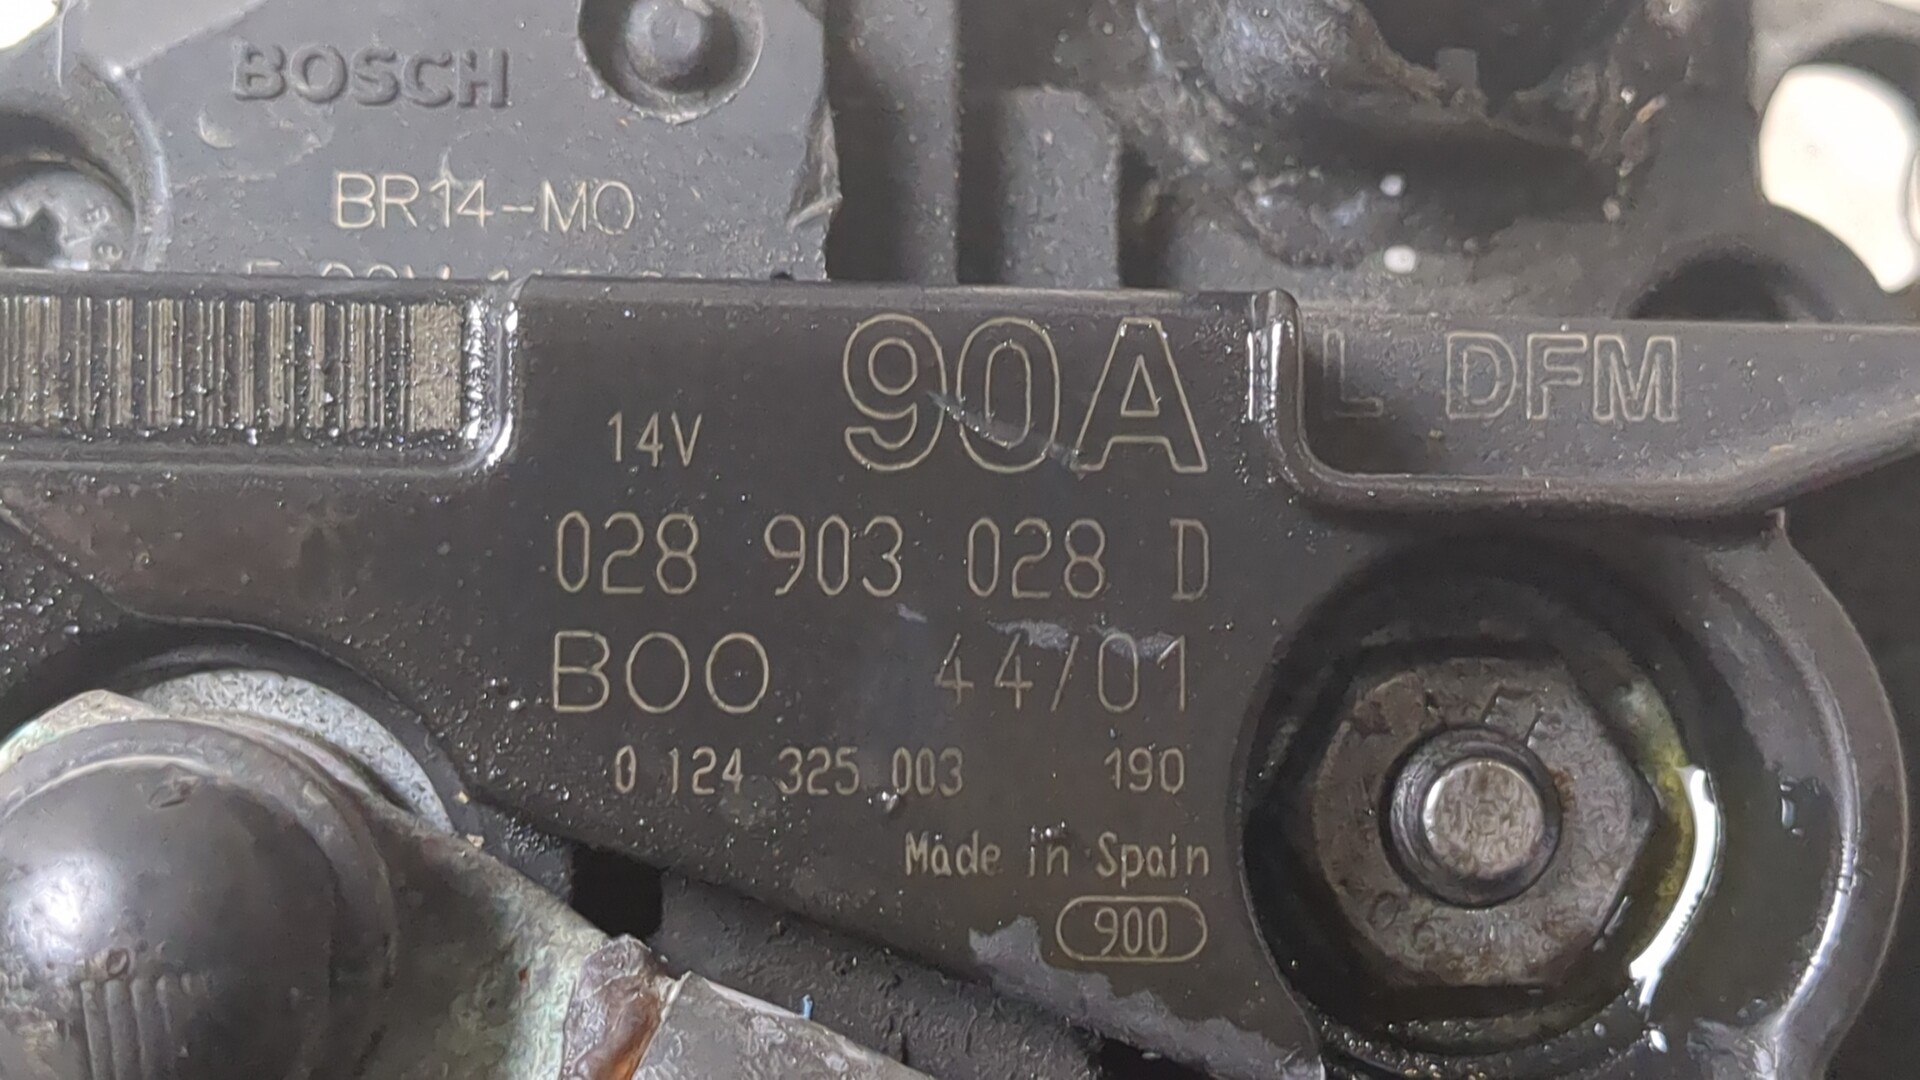 BOSCH
BR14-MO
90A
L DFM
14V
028 903 028 D
BOO 44/01
0 124 325 003 190
Made in Spain
900